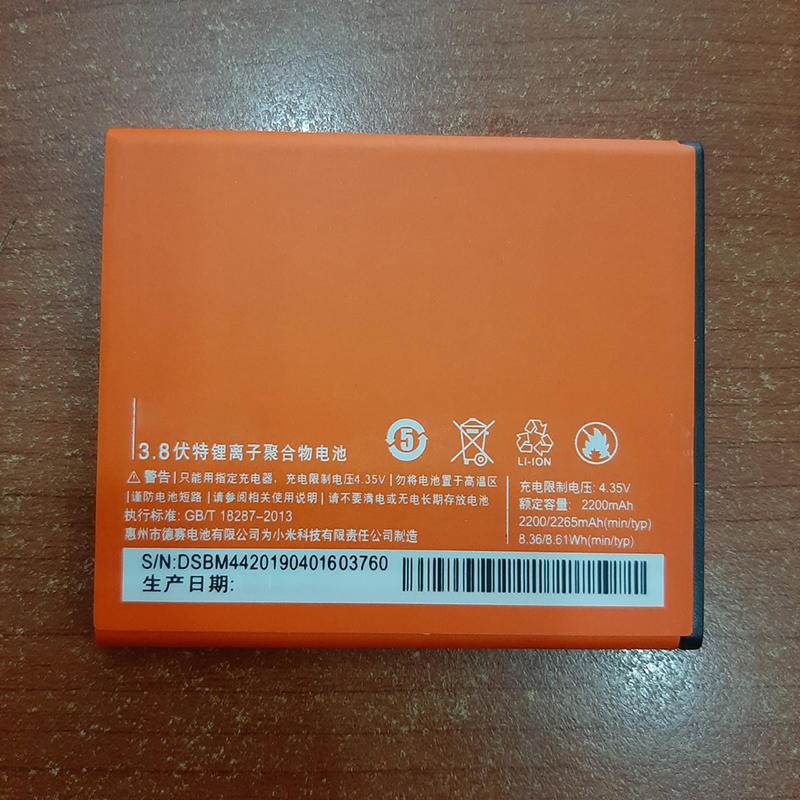 3.8伏特锂离子聚合物电池
5
LI-ION
警告|只能用指定充电器,充电限制电压4.35V|勿将电池置于高温区
|谨防电池短路|请参阅相关使用说明|请不要满电或无电长期存放电池
执行标准: GB/T 18287-2013
惠州市德赛电池有限公司为小米科技有限责任公司制造
充电限制电压: 4.35V
额定容量: 2200mAh
2200/2265mAh(min/typ)
8.36/8.61Wh(min/typ)
S/N:DSBM4420190401603760
生产日期: